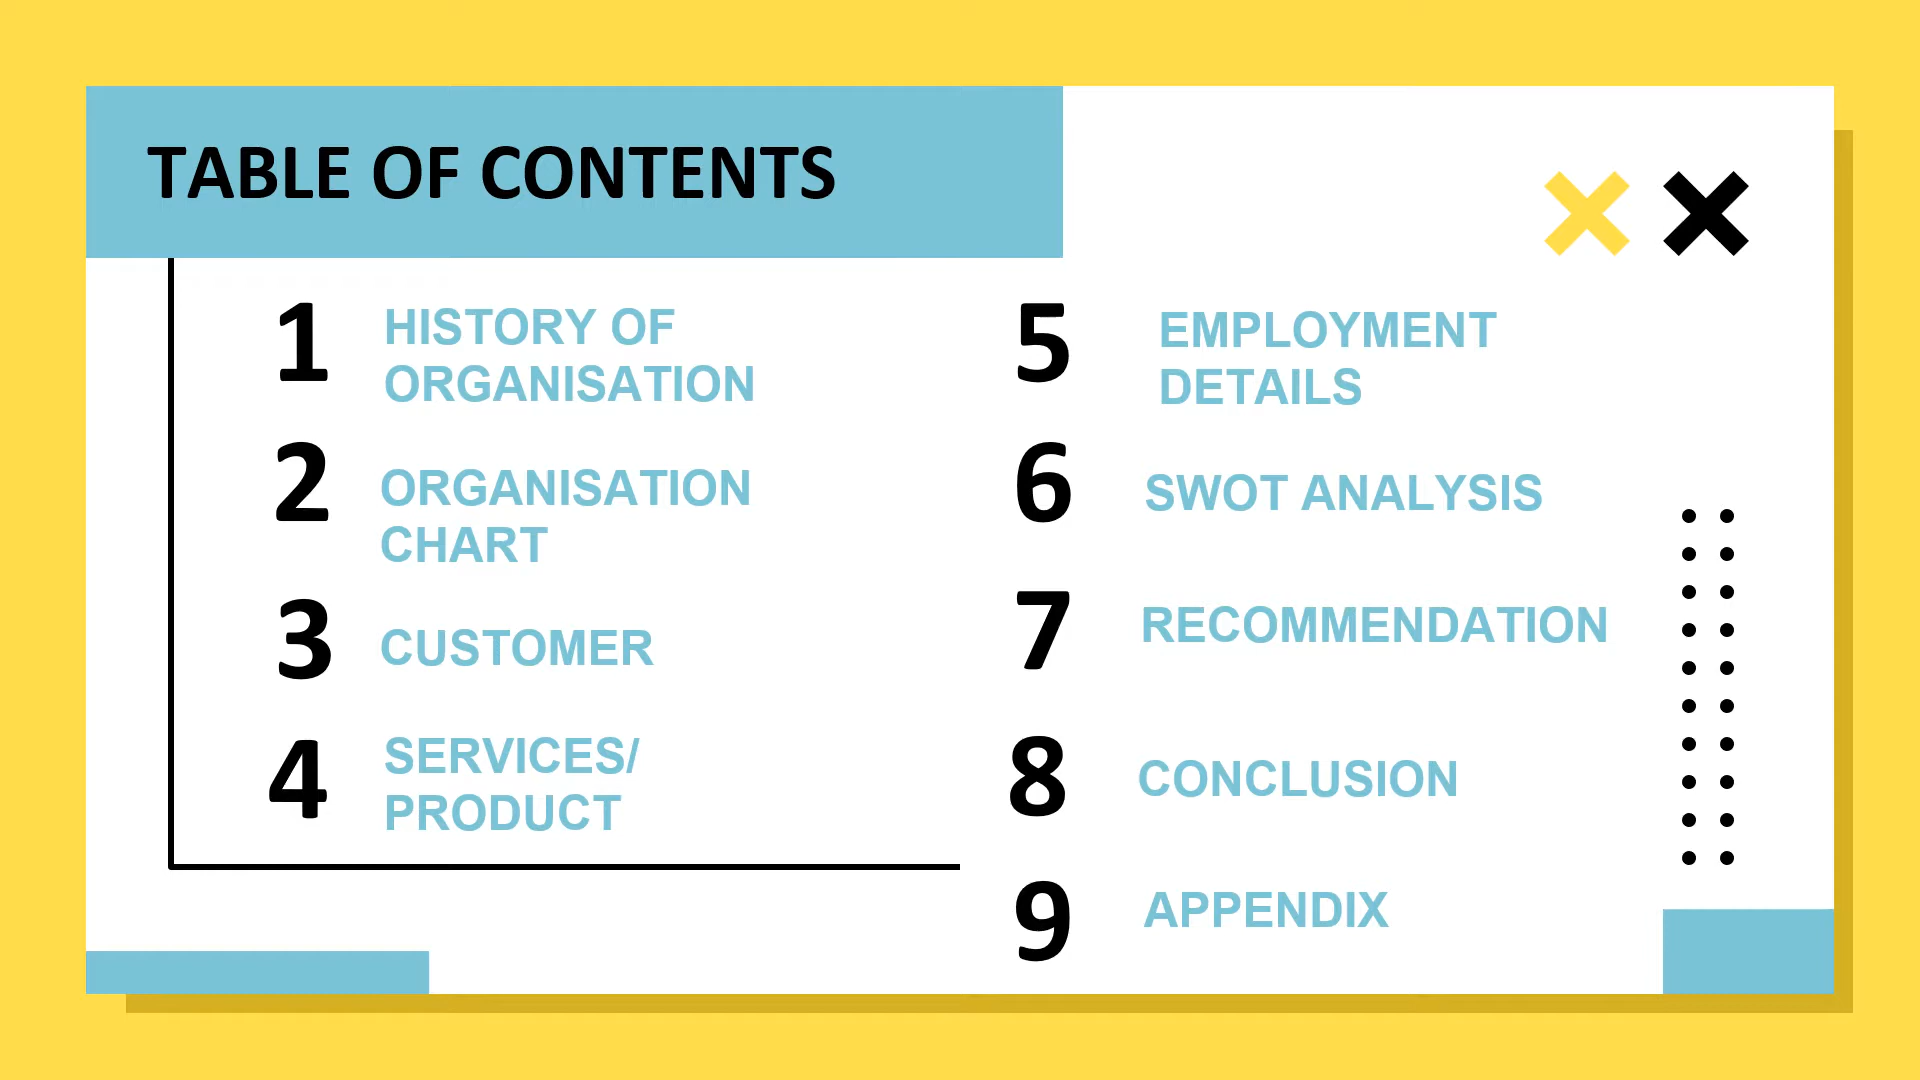 TABLE OF CONTENTS
1
HISTORY OF
ORGANISATION
2
ORGANISATION
CHART
3
CUSTOMER
4
SERVICES/
PRODUCT
5
EMPLOYMENT
DETAILS
6
SWOT ANALYSIS
7
RECOMMENDATION
8
CONCLUSION
9
APPENDIX